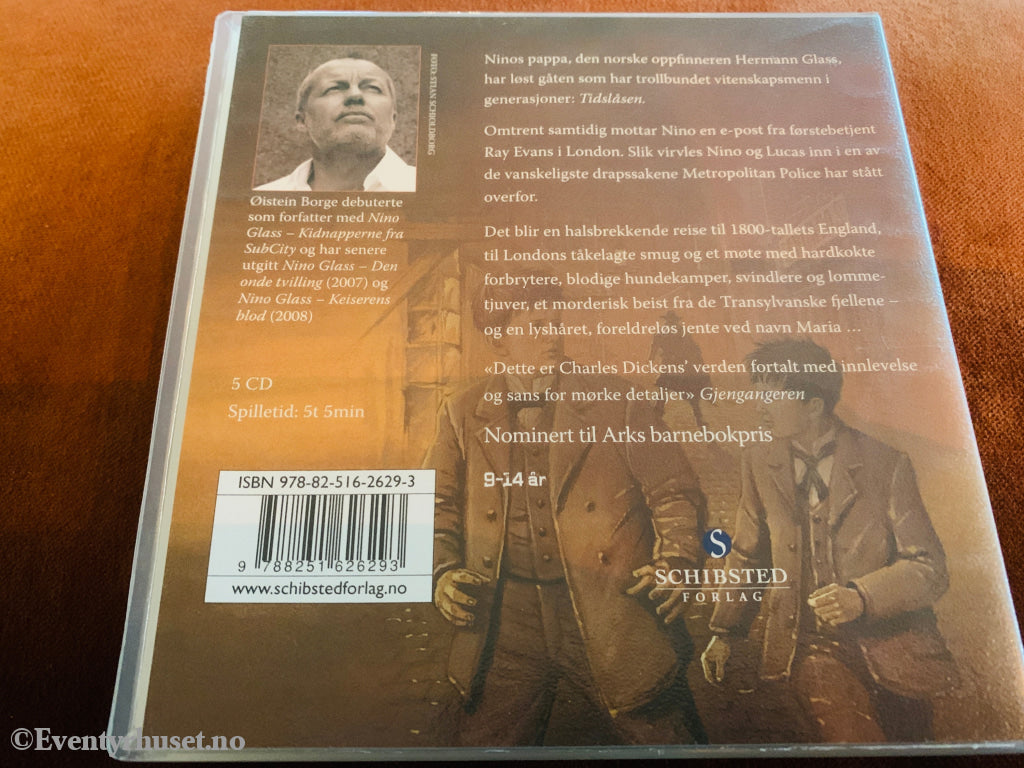 FOTO: STIAN SCHIOLDBORG
Øistein Borge debuterte
som forfatter med Nino
Glass – Kidnapperne fra
SubCity og har senere
utgitt Nino Glass – Den
onde tvilling (2007) og
Nino Glass – Keiserens
blod (2008)
5 CD
Spilletid: 5t 5min
ISBN 978-82-516-2629-3
9 788251 626293
www.schibstedforlag.no
Ninos pappa, den norske oppfinneren Hermann Glass,
har løst gåten som har trollbundet vitenskapsmenn i
generasjoner: Tidslåsen.
Omtrent samtidig mottar Nino en e-post fra førstebetjent
Ray Evans i London. Slik virvles Nino og Lucas inn i en av
de vanskeligste drapssakene Metropolitan Police har stått
overfor.
Det blir en halsbrekkende reise til 1800-tallets England,
til Londons tåkelagte smug og et møte med hardkokte
forbrytere, blodige hundekamper, svindlere og lomme-
tjuver, et morderisk beist fra de Transylvanske fjellene –
og en lyshåret, foreldreløs jente ved navn Maria ...
«Dette er Charles Dickens’ verden fortalt med innlevelse
og sans for mørke detaljer» Gjengangeren
Nominert til Arks barnebokpris
9-14 år
S
SCHIBSTED
FORLAG
©Eventyrhuset.no